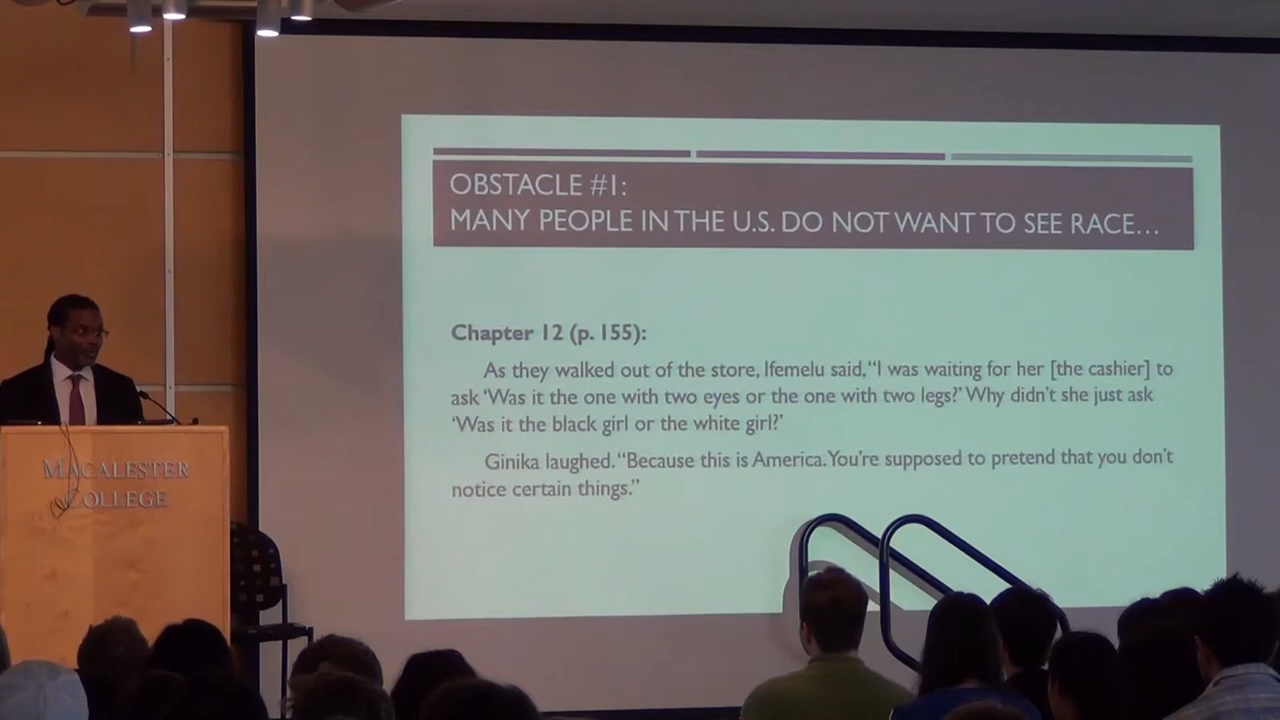 MACALESTER
COLLEGE
OBSTACLE #1:
MANY PEOPLE IN THE U.S. DO NOT WANT TO SEE RACE...
Chapter 12 (p. 155):
As they walked out of the store, Ifemelu said, “I was waiting for her [the cashier] to
ask ‘Was it the one with two eyes or the one with two legs?’ Why didn’t she just ask
‘Was it the black girl or the white girl?’
Ginika laughed. “Because this is America. You’re supposed to pretend that you don’t
notice certain things.”